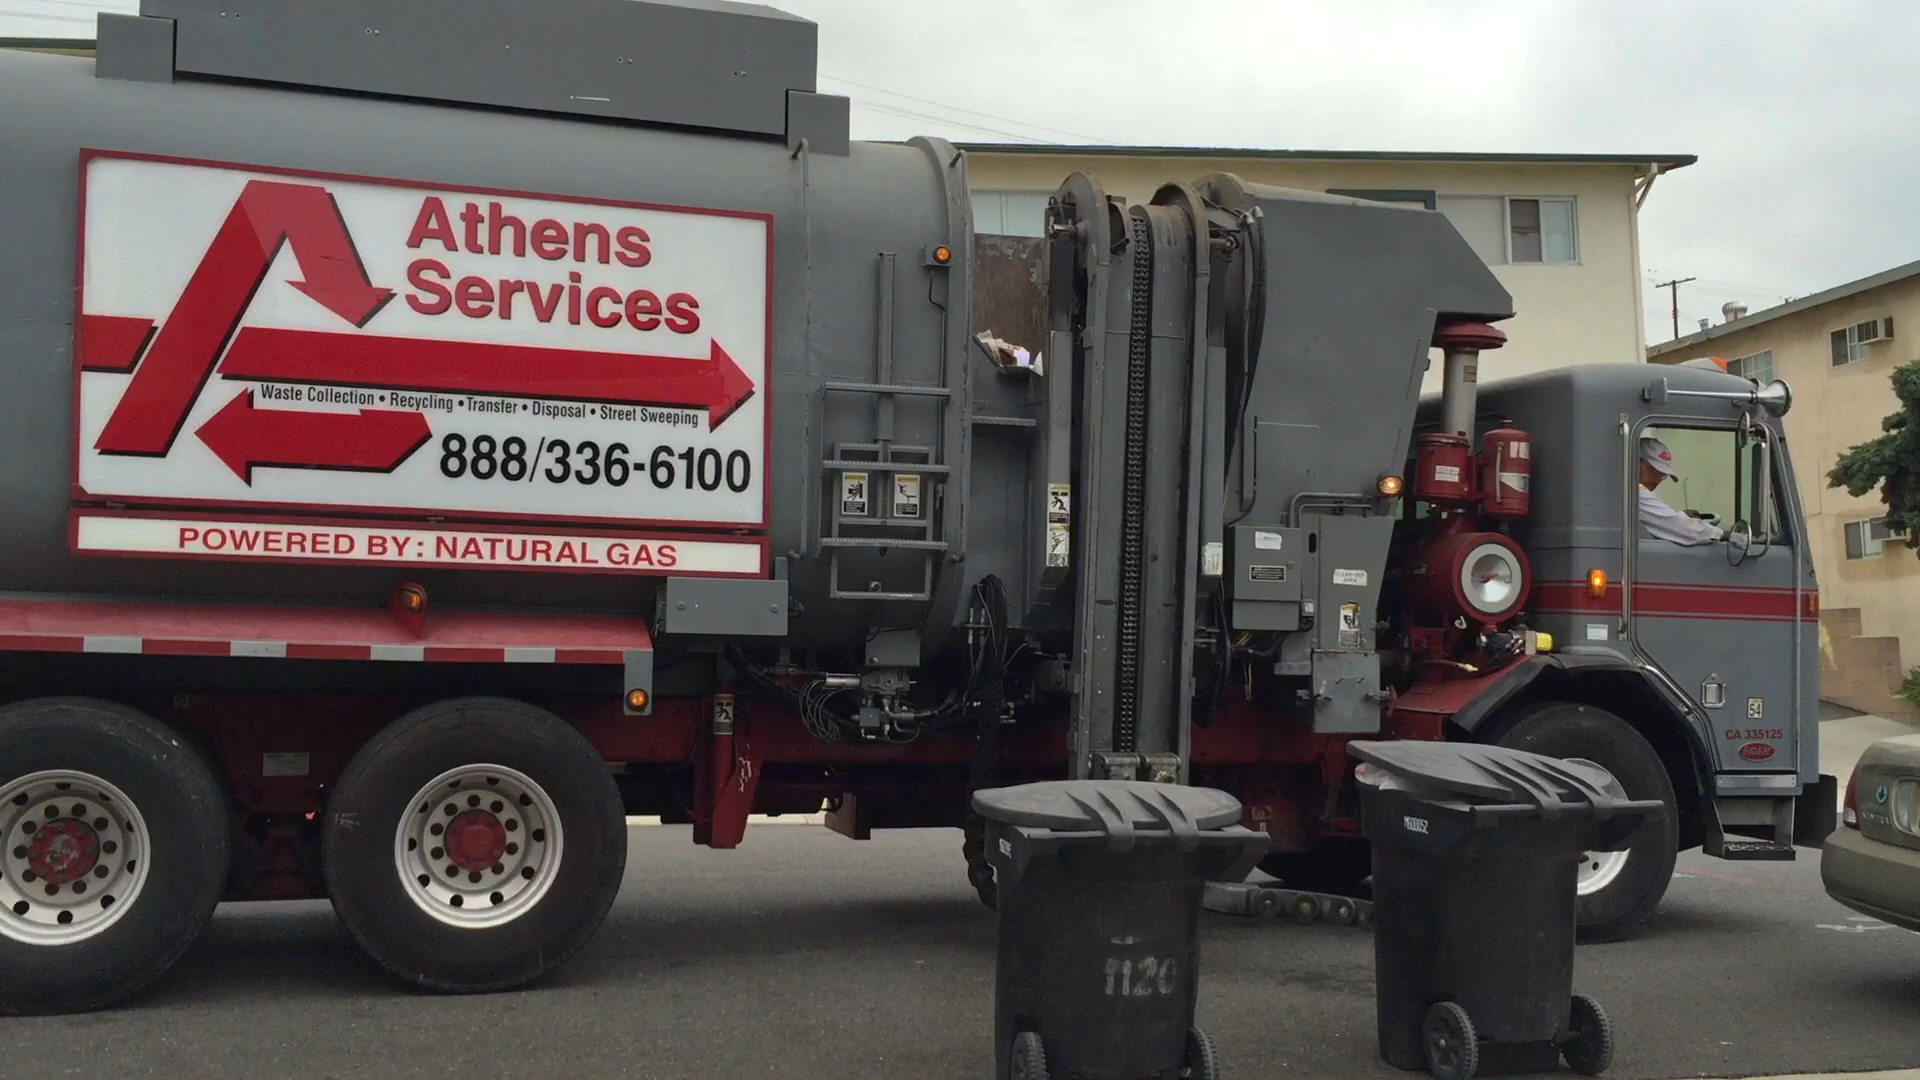 Athens
Services
Waste Collection • Recycling • Transfer • Disposal • Street Sweeping
888/336-6100
POWERED BY: NATURAL GAS
54
CA 335125
1120